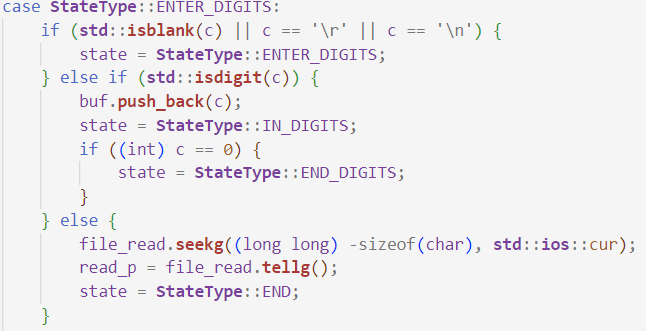 case StateType::ENTER_DIGITS:
    if (std::isblank(c) || c == '\r' || c == '\n') {
        state = StateType::ENTER_DIGITS;
    } else if (std::isdigit(c)) {
        buf.push_back(c);
        state = StateType::IN_DIGITS;
        if ((int) c == 0) {
            state = StateType::END_DIGITS;
        }
    } else {
        file_read.seekg((long long) -sizeof(char), std::ios::cur);
        read_p = file_read.tellg();
        state = StateType::END;
    }